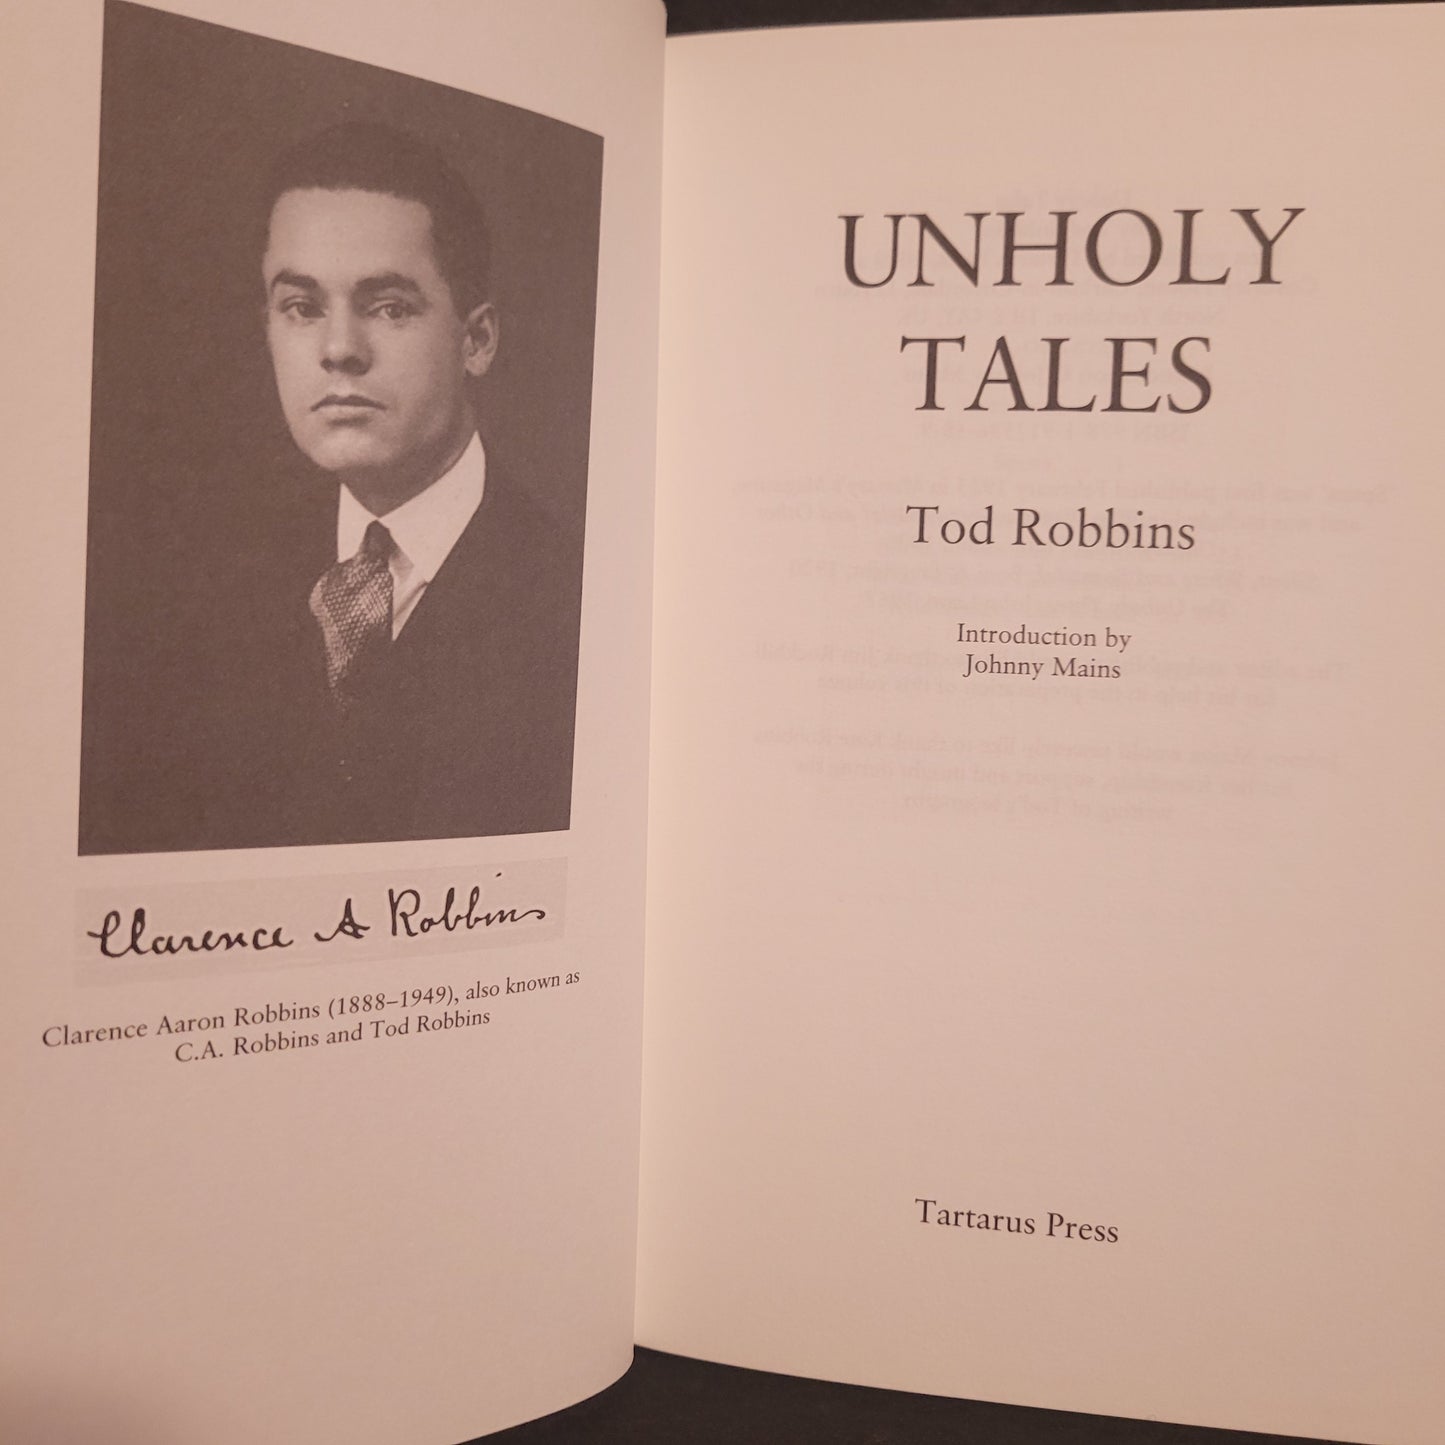 Clarence A Robbins
Clarence Aaron Robbins (1888–1949), also known as
C.A. Robbins and Tod Robbins
UNHOLY
TALES
Tod Robbins
Introduction by
Johnny Mains
Tartarus Press